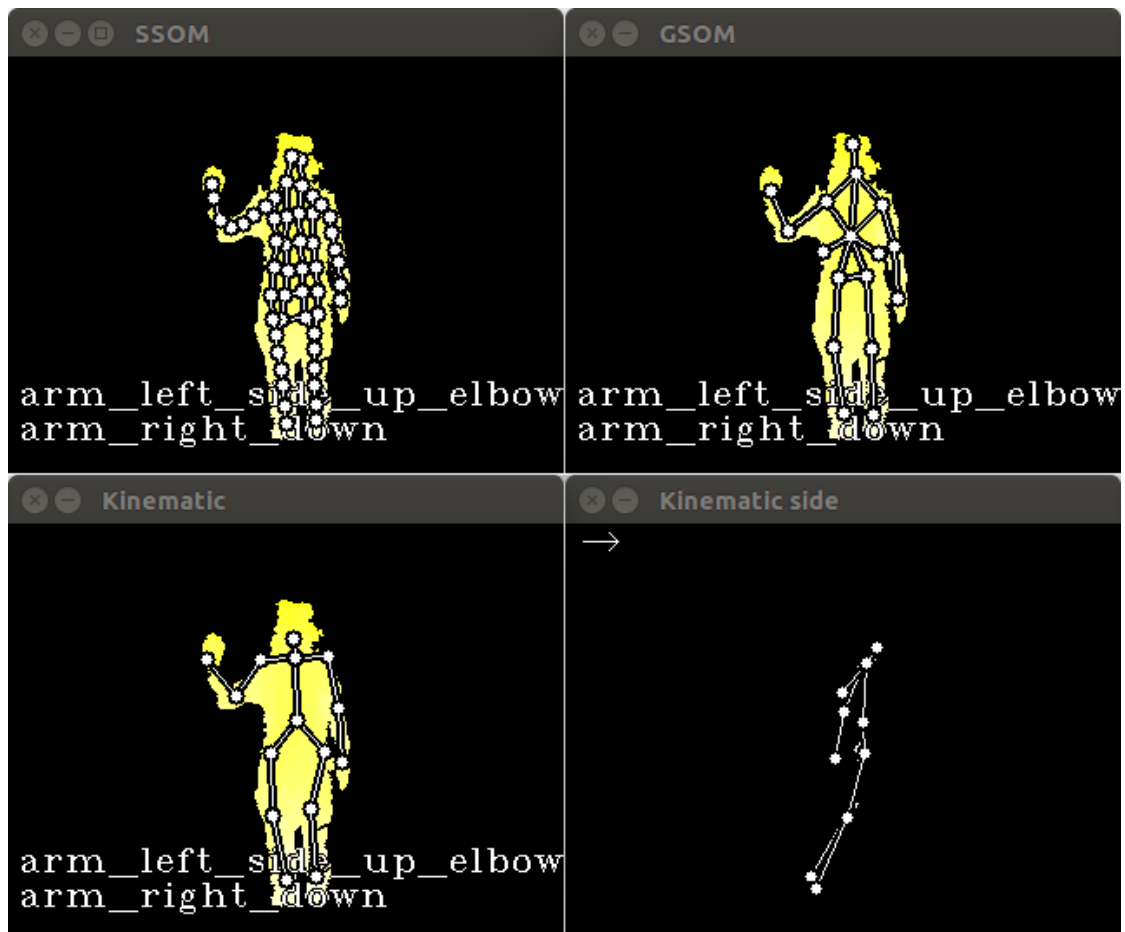 SSOM
GSOM
arm_left_side_up_elbow
arm_right_down
arm_left_side_up_elbow
arm_right_down
Kinematic
Kinematic side
arm_left_side_up_elbow
arm_right_down